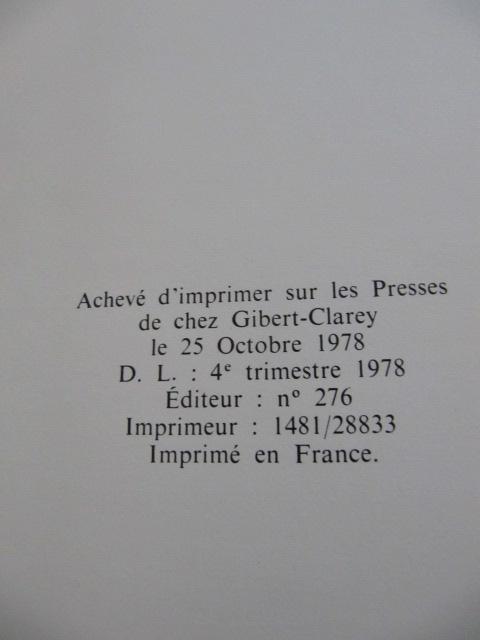 Achevé d'imprimer sur les Presses
de chez Gibert-Clarey
le 25 Octobre 1978
D. L. : 4e trimestre 1978
Éditeur : nº 276
Imprimeur : 1481/28833
Imprimé en France.